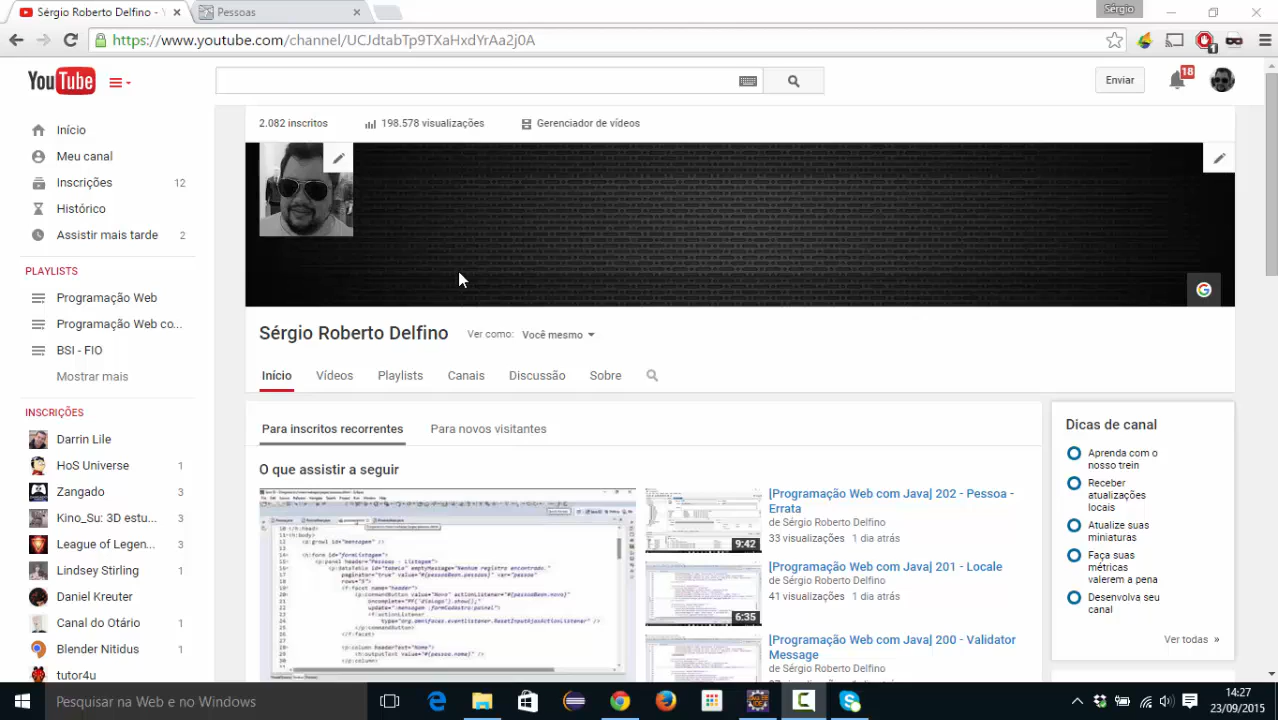 Sérgio Roberto Delfino - Y
Pessoas
Sérgio
https://www.youtube.com/channel/UCJdtabTp9TXaHxdYrAa2j0A
1
YouTube
Enviar
18
2.082 inscritos
198.578 visualizações
Gerenciador de vídeos
Início
Meu canal
Inscrições 12
Histórico
Assistir mais tarde 2
PLAYLISTS
Programação Web
Programação Web co...
BSI - FIO
Mostrar mais
INSCRIÇÕES
Darrin Lile
HoS Universe 1
Zangado 3
Kino_Su: 3D estu... 3
League of Legen... 3
Lindsey Stirling 1
Daniel Kreuter 1
Canal do Otário 1
Blender Nitidus 1
tuto4u
Sérgio Roberto Delfino
Ver como: Você mesmo
Início
Vídeos
Playlists
Canais
Discussão
Sobre
Para inscritos recorrentes
Para novos visitantes
O que assistir a seguir
9:42
[Programação Web com Java] 202 - Pessoa -
Errata
de Sérgio Roberto Delfino
33 visualizações 1 dia atrás
6:35
[Programação Web com Java] 201 - Locale
de Sérgio Roberto Delfino
41 visualizações 1 dia atrás
[Programação Web com Java] 200 - Validator
Message
de Sérgio Roberto Delfino
Dicas de canal
Aprenda com o
nosso trein
Receber
atualizações
locais
Atualize suas
miniaturas
Faça suas
métricas
valerem a pena
Desenvolva seu
Ver todas »
Pesquisar na Web e no Windows
14:27
23/09/2015